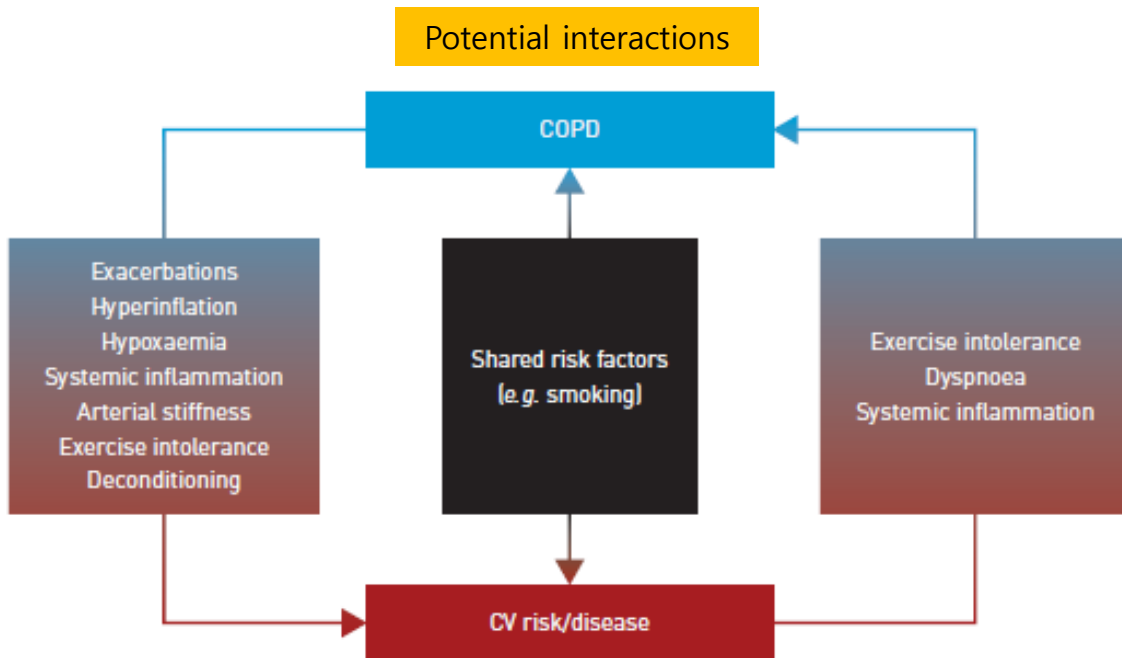 Potential interactions
COPD
Exacerbations
Hyperinflation
Hypoxaemia
Systemic inflammation
Arterial stiffness
Exercise intolerance
Deconditioning
Shared risk factors
(e.g. smoking)
Exercise intolerance
Dyspnoea
Systemic inflammation
CV risk/disease